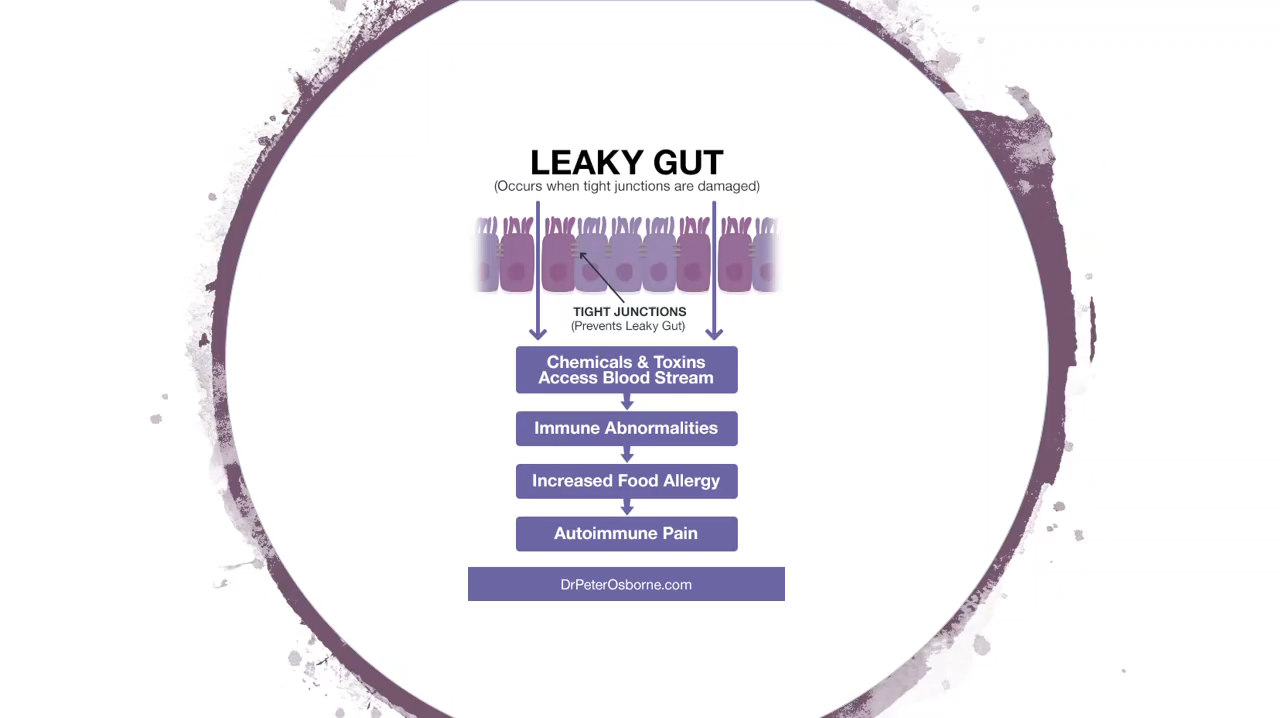 LEAKY GUT
(Occurs when tight junctions are damaged)
TIGHT JUNCTIONS
(Prevents Leaky Gut)
Chemicals & Toxins
Access Blood Stream
Immune Abnormalities
Increased Food Allergy
Autoimmune Pain
DrPeterOsborne.com